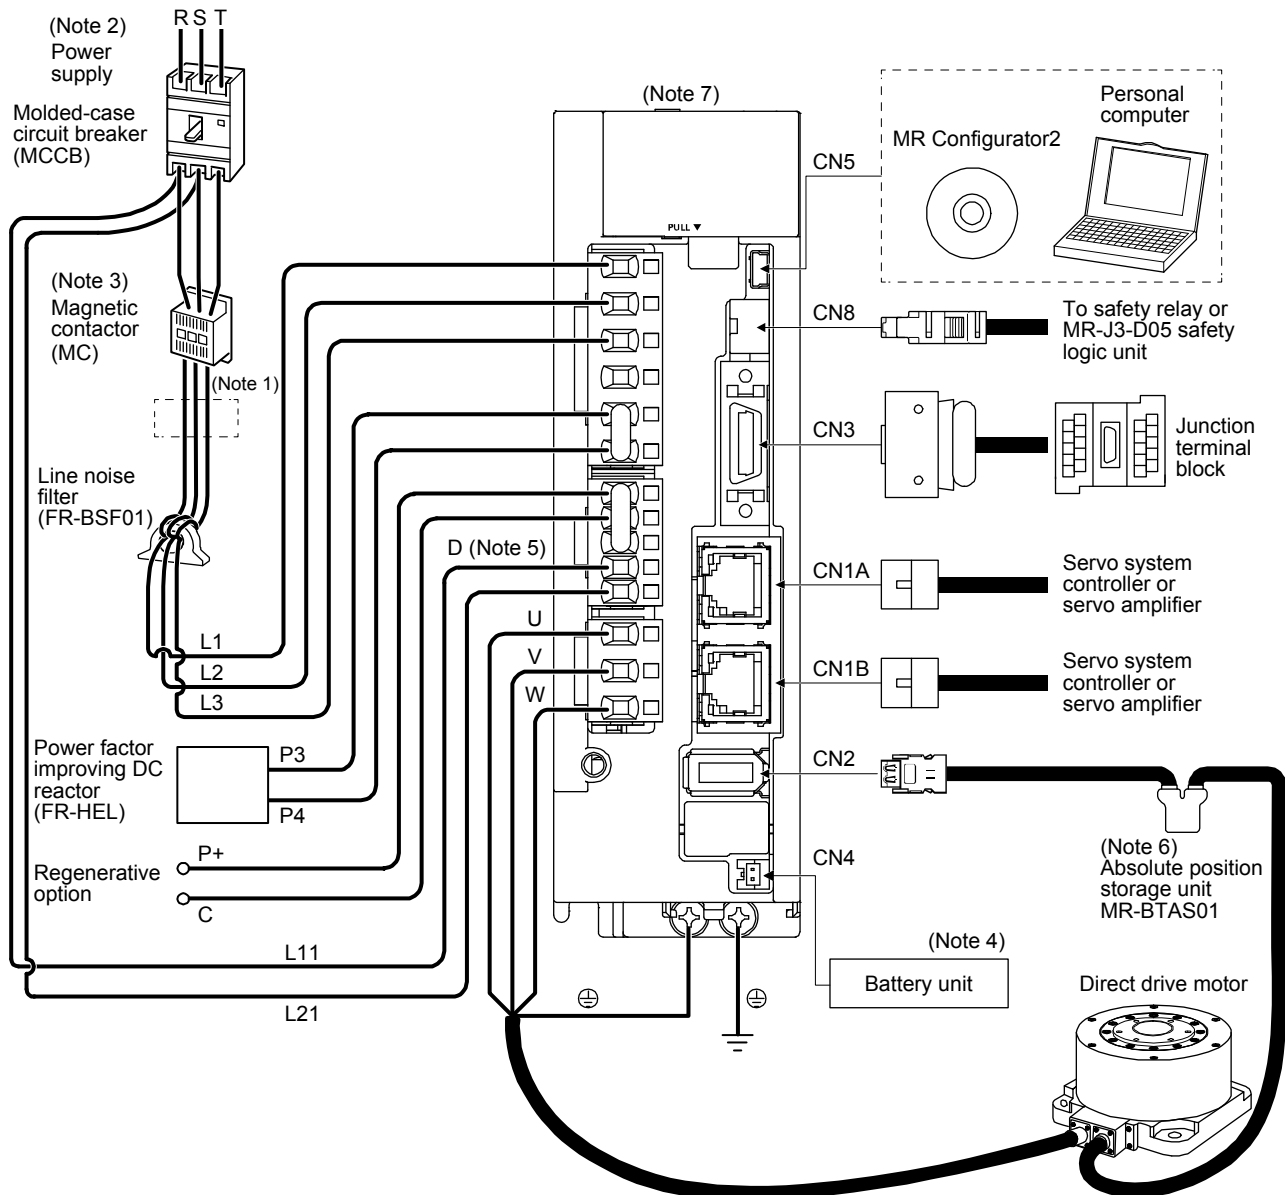 (Note 2)
Power
supply
R S T
Molded-case
circuit breaker
(MCCB)
(Note 3)
Magnetic
contactor
(MC)
(Note 1)
Line noise
filter
(FR-BSF01)
L1
L2
L3
Power factor
improving DC
reactor
(FR-HEL)
P3
P4
Regenerative
option
P+
C
L11
L21
(Note 7)
PULL ▼
D (Note 5)
U
V
W
CN5
MR Configurator2
Personal
computer
CN8
To safety relay or
MR-J3-D05 safety
logic unit
CN3
Junction
terminal
block
CN1A
Servo system
controller or
servo amplifier
CN1B
Servo system
controller or
servo amplifier
CN2
(Note 6)
Absolute position
storage unit
MR-BTAS01
CN4
(Note 4)
Battery unit
Direct drive motor